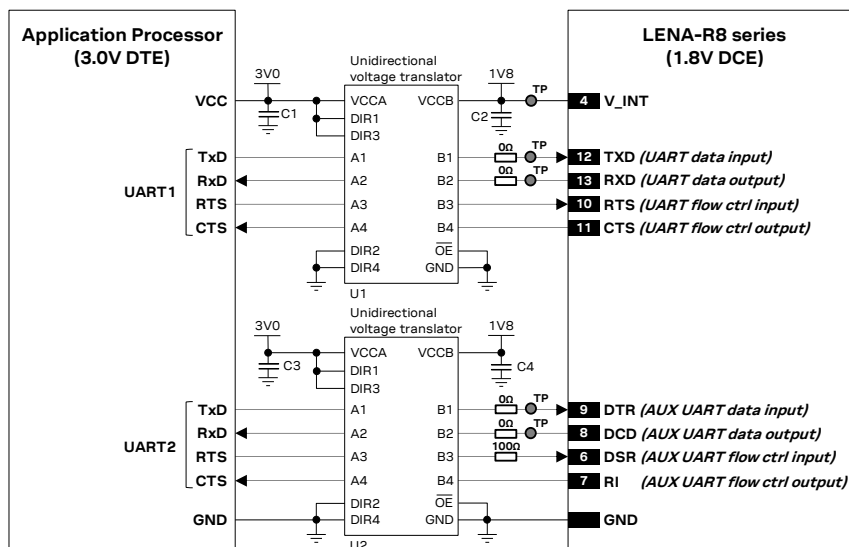 Application Processor
(3.0V DTE)
LENA-R8 series
(1.8V DCE)
Unidirectional
voltage translator
3V0
1V8
TP
VCC
C1
VCCA
VCCB
C2
4 V_INT
DIR1
DIR3
0Ω TP
TxD A1 B1 12 TXD (UART data input)
0Ω TP
RxD A2 B2 13 RXD (UART data output)
UART1
RTS A3 B3 10 RTS (UART flow ctrl input)
CTS A4 B4 11 CTS (UART flow ctrl output)
DIR2 OE
DIR4 GND
U1
Unidirectional
voltage translator
3V0
1V8
VCCA VCCB
C3
C4
DIR1
DIR3
0Ω TP
TxD A1 B1 9 DTR (AUX UART data input)
0Ω TP
RxD A2 B2 8 DCD (AUX UART data output)
UART2
100Ω
RTS A3 B3 6 DSR (AUX UART flow ctrl input)
CTS A4 B4 7 RI (AUX UART flow ctrl output)
DIR2 OE
GND DIR4 GND GND
U2